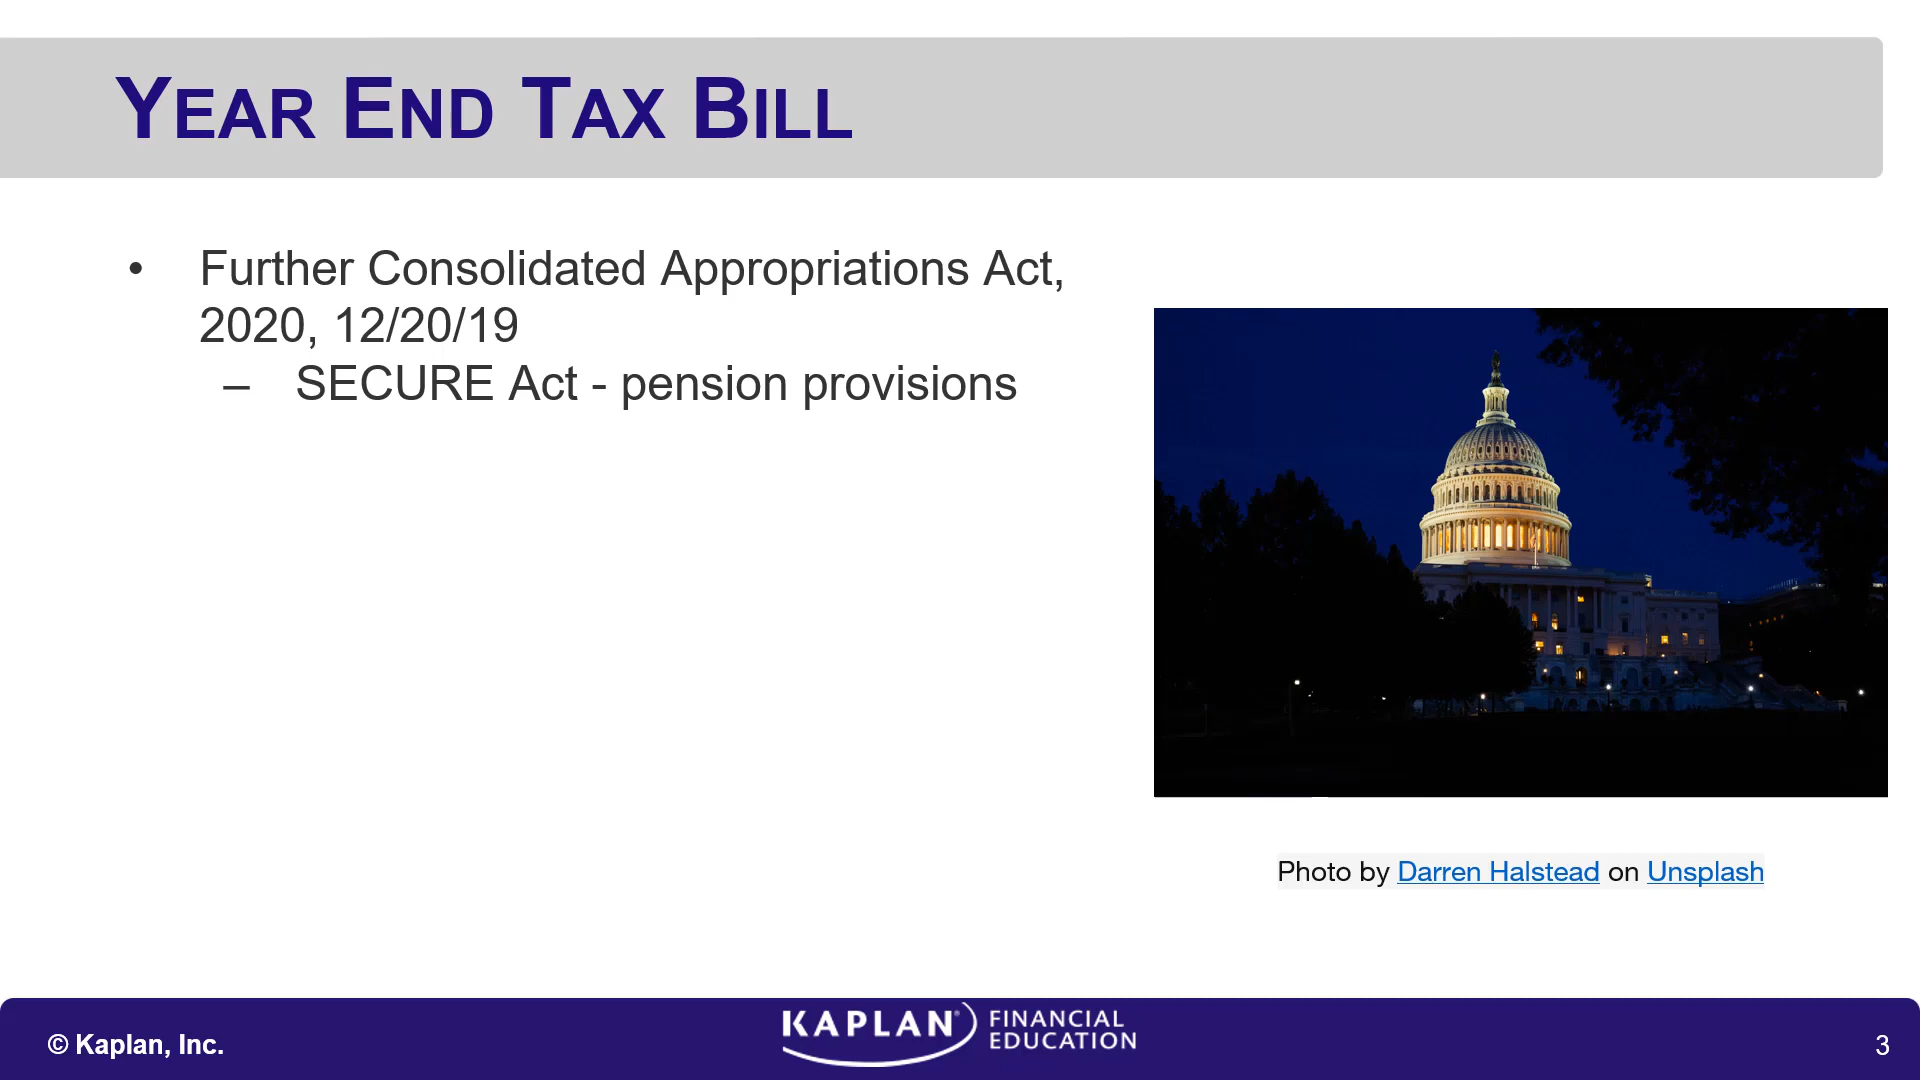 YEAR END TAX BILL
• Further Consolidated Appropriations Act,
2020, 12/20/19
– SECURE Act - pension provisions
Photo by Darren Halstead on Unsplash
© Kaplan, Inc.
KAPLAN® FINANCIAL
EDUCATION
3